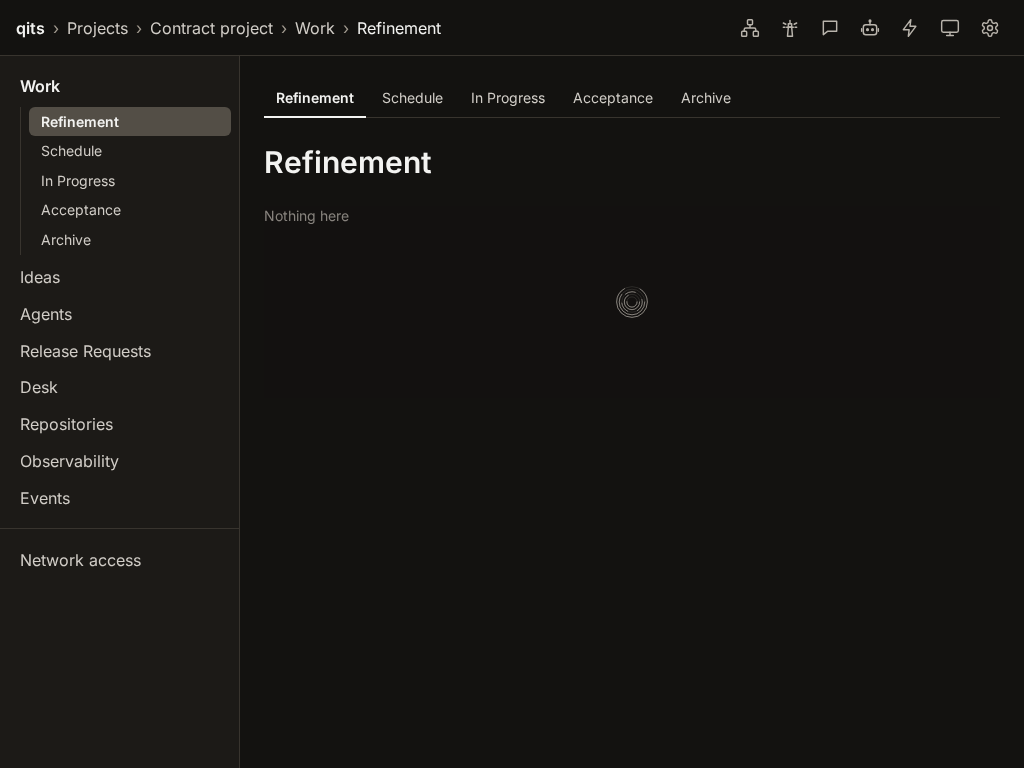 qits › Projects › Contract project › Work › Refinement
Work
Refinement
Schedule
In Progress
Acceptance
Archive
Ideas
Agents
Release Requests
Desk
Repositories
Observability
Events
Network access
Refinement Schedule In Progress Acceptance Archive
Refinement
Nothing here